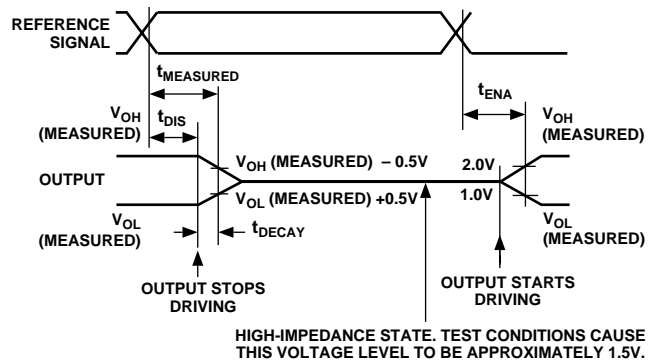 REFERENCE
SIGNAL
tMEASURED
tENA
VOH
(MEASURED)
tDIS
VOH
(MEASURED)
VOH (MEASURED) – 0.5V
2.0V
OUTPUT
VOL (MEASURED) +0.5V
1.0V
VOL
(MEASURED)
tDECAY
VOL
(MEASURED)
OUTPUT STOPS
DRIVING
OUTPUT STARTS
DRIVING
HIGH-IMPEDANCE STATE. TEST CONDITIONS CAUSE
THIS VOLTAGE LEVEL TO BE APPROXIMATELY 1.5V.